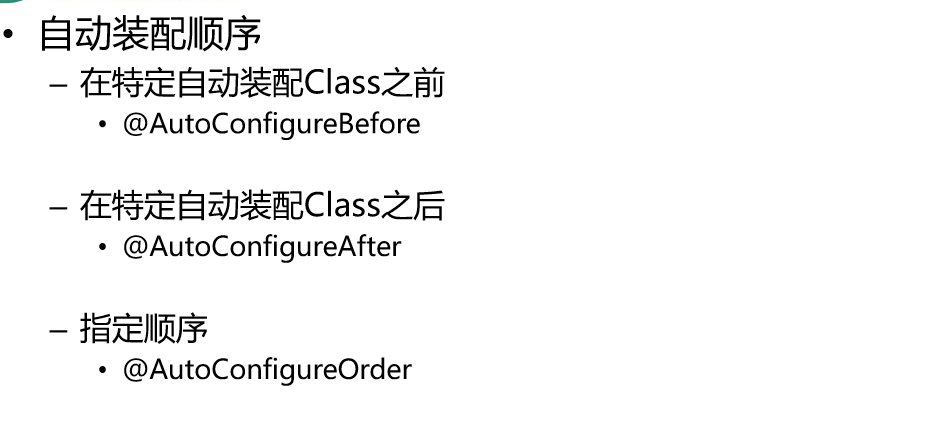 • 自动装配顺序
– 在特定自动装配Class之前
• @AutoConfigureBefore
– 在特定自动装配Class之后
• @AutoConfigureAfter
– 指定顺序
• @AutoConfigureOrder